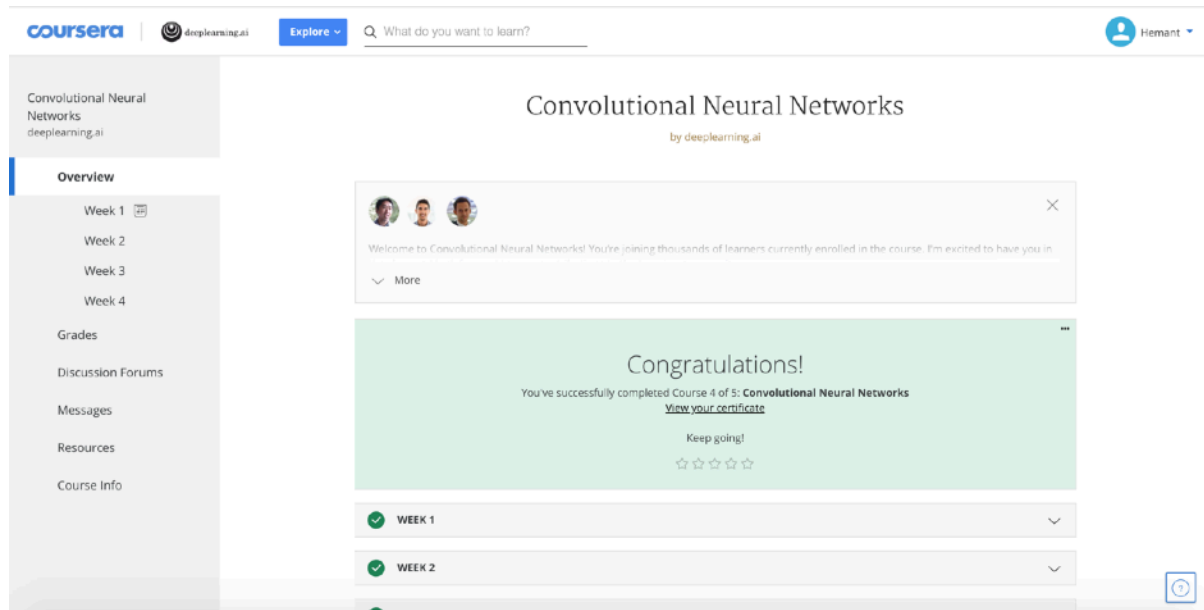 coursera deeplearning.ai Explore What do you want to learn? Hemant
Convolutional Neural
Networks
deeplearning.ai
Overview
Week 1
Week 2
Week 3
Week 4
Grades
Discussion Forums
Messages
Resources
Course Info
Convolutional Neural Networks
by deeplearning.ai
Welcome to Convolutional Neural Networks! You're joining thousands of learners currently enrolled in the course. I'm excited to have you in
More
Congratulations!
You've successfully completed Course 4 of 5: Convolutional Neural Networks
View your certificate
Keep going!
WEEK 1
WEEK 2